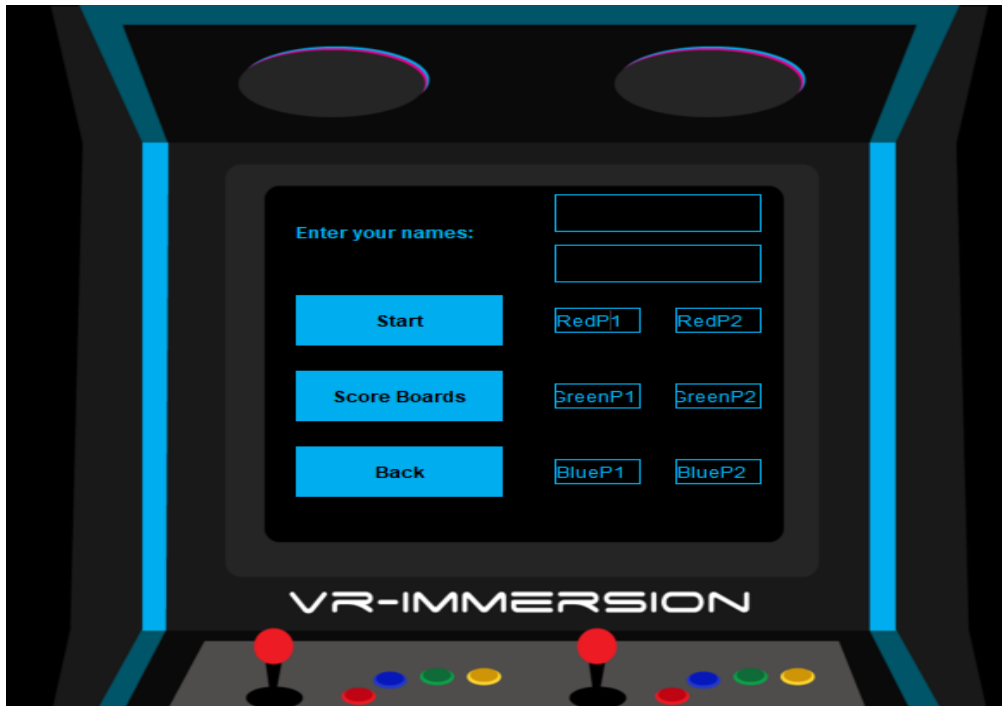 Enter your names:
Start RedP1 RedP2
Score Boards GreenP1 GreenP2
Back BlueP1 BlueP2
VR-IMMERSION